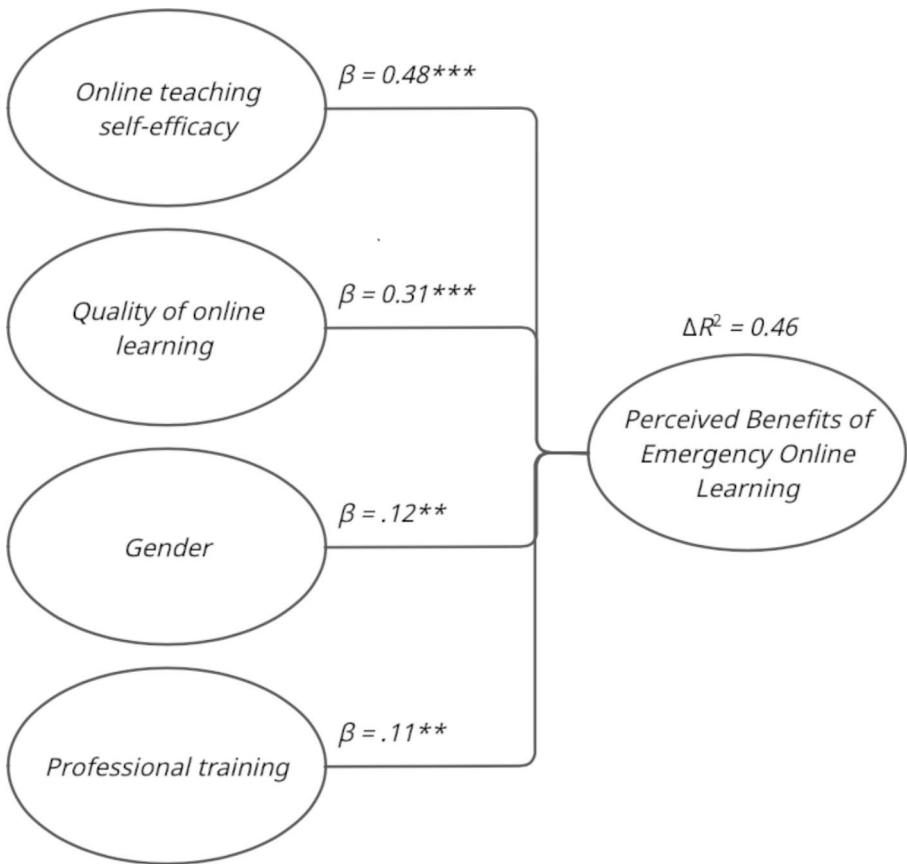 β = 0.48***
Online teaching
self-efficacy
β = 0.31***
Quality of online
learning
ΔR² = 0.46
Perceived Benefits of
Emergency Online
Learning
β = .12**
Gender
β = .11**
Professional training